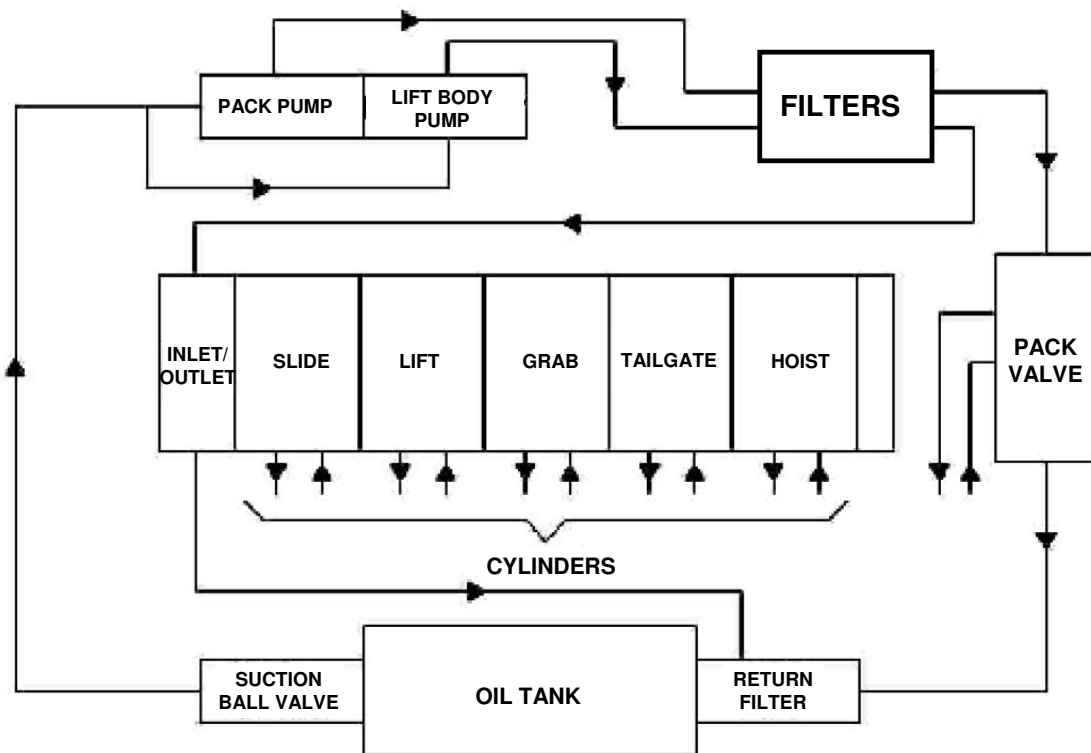 PACK PUMP
LIFT BODY
PUMP
FILTERS
INLET/
OUTLET
SLIDE
LIFT
GRAB
TAILGATE
HOIST
PACK
VALVE
CYLINDERS
SUCTION
BALL VALVE
OIL TANK
RETURN
FILTER